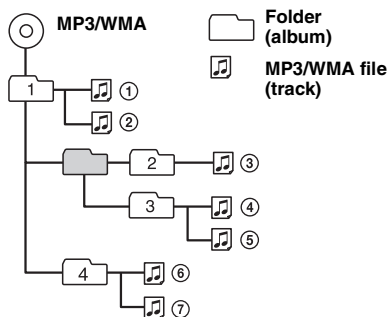 MP3/WMA
Folder
(album)
MP3/WMA file
(track)
1
①
②
2
③
3
④
⑤
4
⑥
⑦